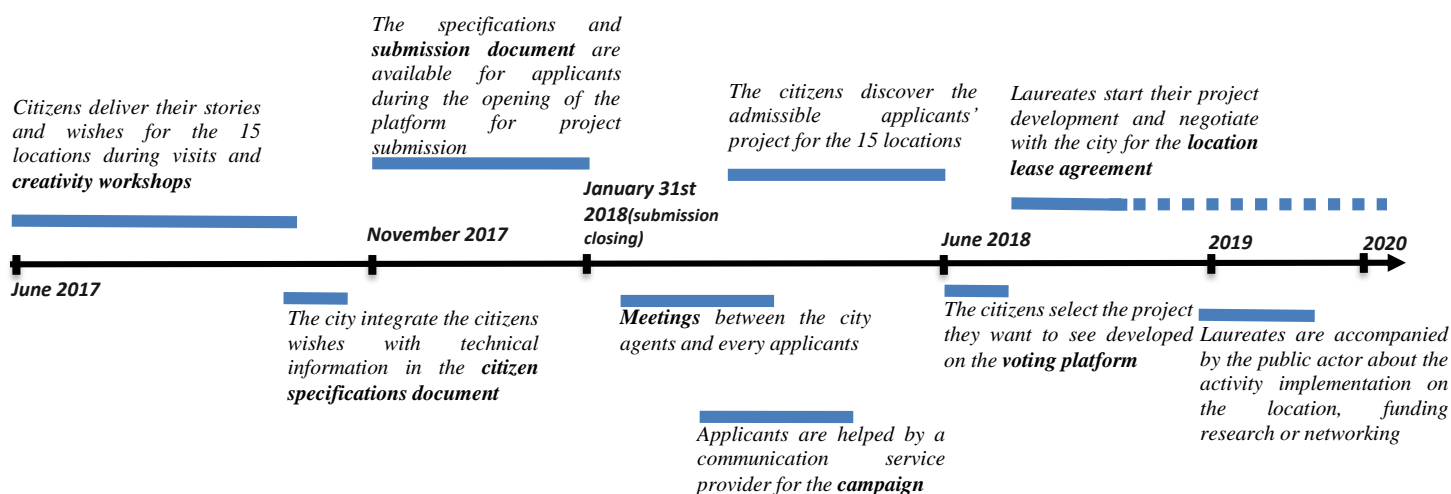 The specifications and
submission document are
available for applicants
during the opening of the
platform for project
submission
Citizens deliver their stories
and wishes for the 15
locations during visits and
creativity workshops
The citizens discover the
admissible applicants'
project for the 15 locations
Laureates start their project
development and negotiate
with the city for the location
lease agreement
June 2017
November 2017
January 31st
2018(submission
closing)
June 2018
2019
2020
The city integrate the citizens
wishes with technical
information in the citizen
specifications document
Meetings between the city
agents and every applicants
Applicants are helped by a
communication service
provider for the campaign
The citizens select the project
they want to see developed
on the voting platform
Laureates are accompanied
by the public actor about the
activity implementation on
the location, funding
research or networking